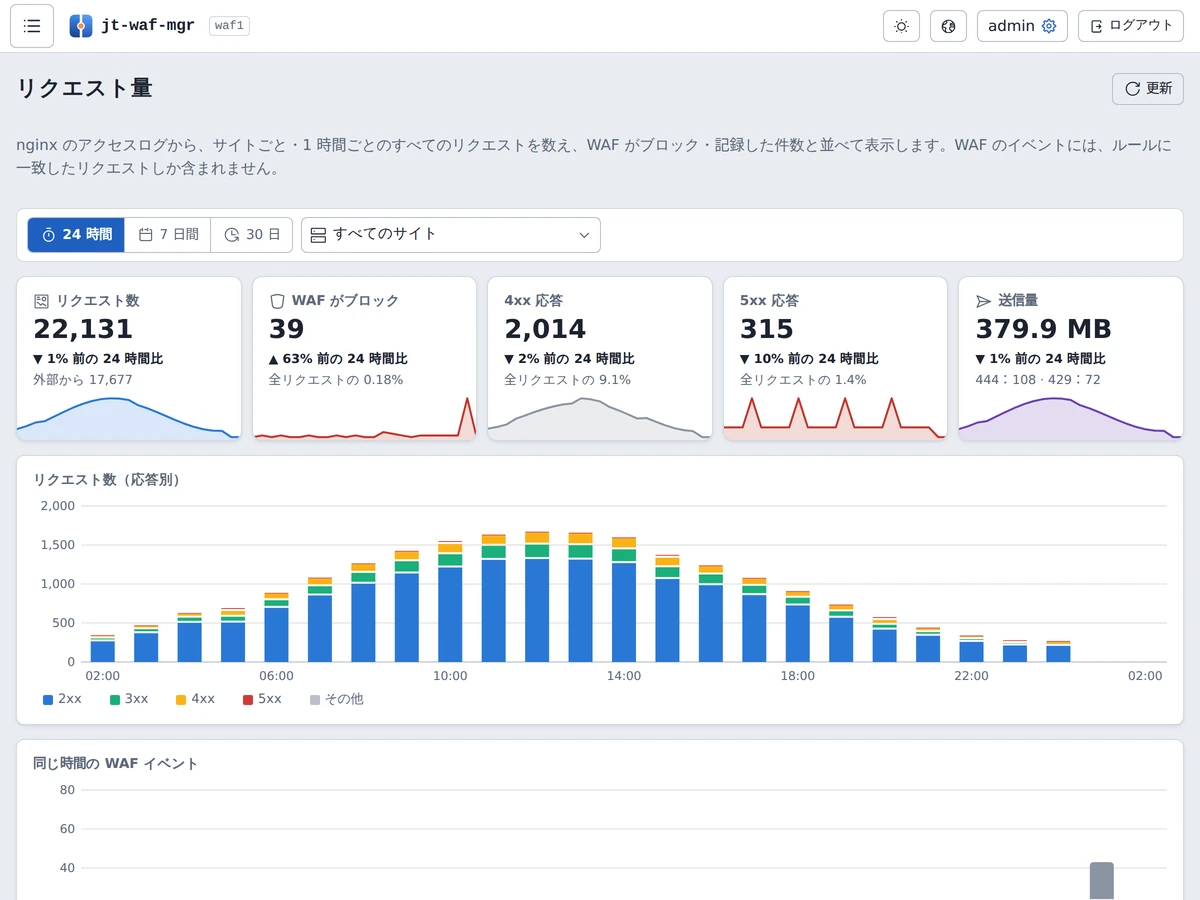 jt-waf-mgr waf1 admin ログアウト
リクエスト量 更新
nginx のアクセスログから、サイトごと・1 時間ごとのすべてのリクエストを数え、WAF がブロック・記録した件数と並べて表示します。WAF のイベントには、ルールに
一致したリクエストしか含まれません。
24 時間 7 日間 30 日 すべてのサイト
リクエスト数
22,131
▼ 1% 前の 24 時間比
外部から 17,677
WAF がブロック
39
▲ 63% 前の 24 時間比
全リクエストの 0.18%
4xx 応答
2,014
▼ 2% 前の 24 時間比
全リクエストの 9.1%
5xx 応答
315
▼ 10% 前の 24 時間比
全リクエストの 1.4%
送信量
379.9 MB
▼ 1% 前の 24 時間比
444：108 · 429：72
リクエスト数（応答別）
2,000
1,500
1,000
500
0
02:00 06:00 10:00 14:00 18:00 22:00 02:00
2xx 3xx 4xx 5xx その他
同じ時間の WAF イベント
80
60
40